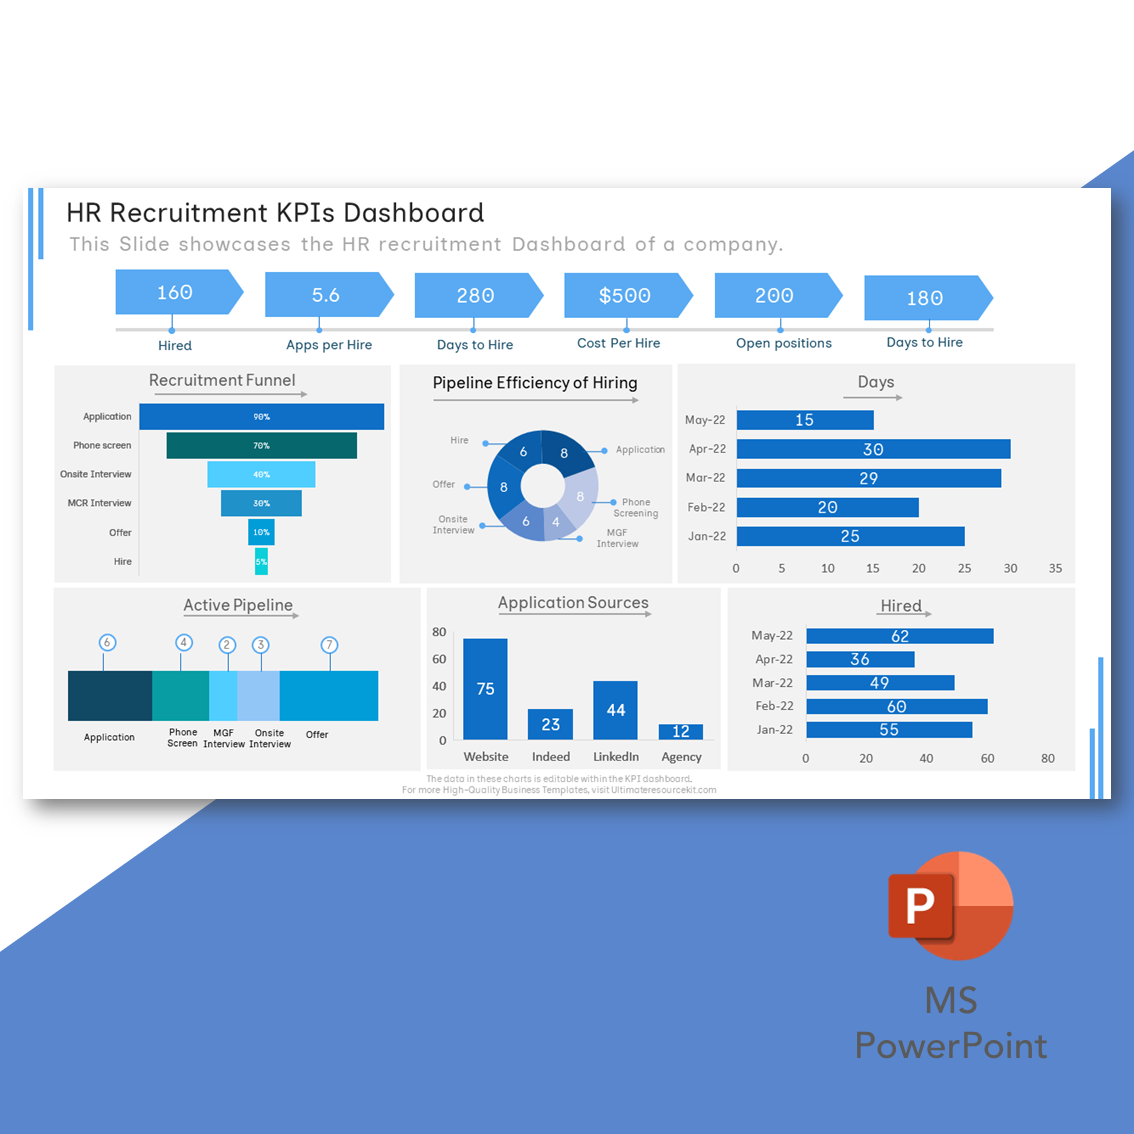 HR Recruitment KPIs Dashboard
This Slide showcases the HR recruitment Dashboard of a company.
160
5.6
280
$500
200
180
Hired
Apps per Hire
Days to Hire
Cost Per Hire
Open positions
Days to Hire
Recruitment Funnel
Application
90%
Phone screen
70%
Onsite Interview
40%
MCR Interview
30%
Offer
10%
Hire
5%
Pipeline Efficiency of Hiring
Hire
6
8
Application
Offer
8
8
Phone
Screening
Onsite
Interview
6
4
MGF
Interview
Days
May-22
15
Apr-22
30
Mar-22
29
Feb-22
20
Jan-22
25
0 5 10 15 20 25 30 35
Active Pipeline
6 4 2 3 7
Application
Phone
Screen
MGF
Interview
Onsite
Interview
Offer
Application Sources
80
60
40
20
0
75
23
44
12
Website Indeed LinkedIn Agency
Hired
May-22
62
Apr-22
36
Mar-22
49
Feb-22
60
Jan-22
55
0 20 40 60 80
The data in these charts is editable within the KPI dashboard.
For more High-Quality Business Templates, visit Ultimateresourcekit.com
P
MS
PowerPoint